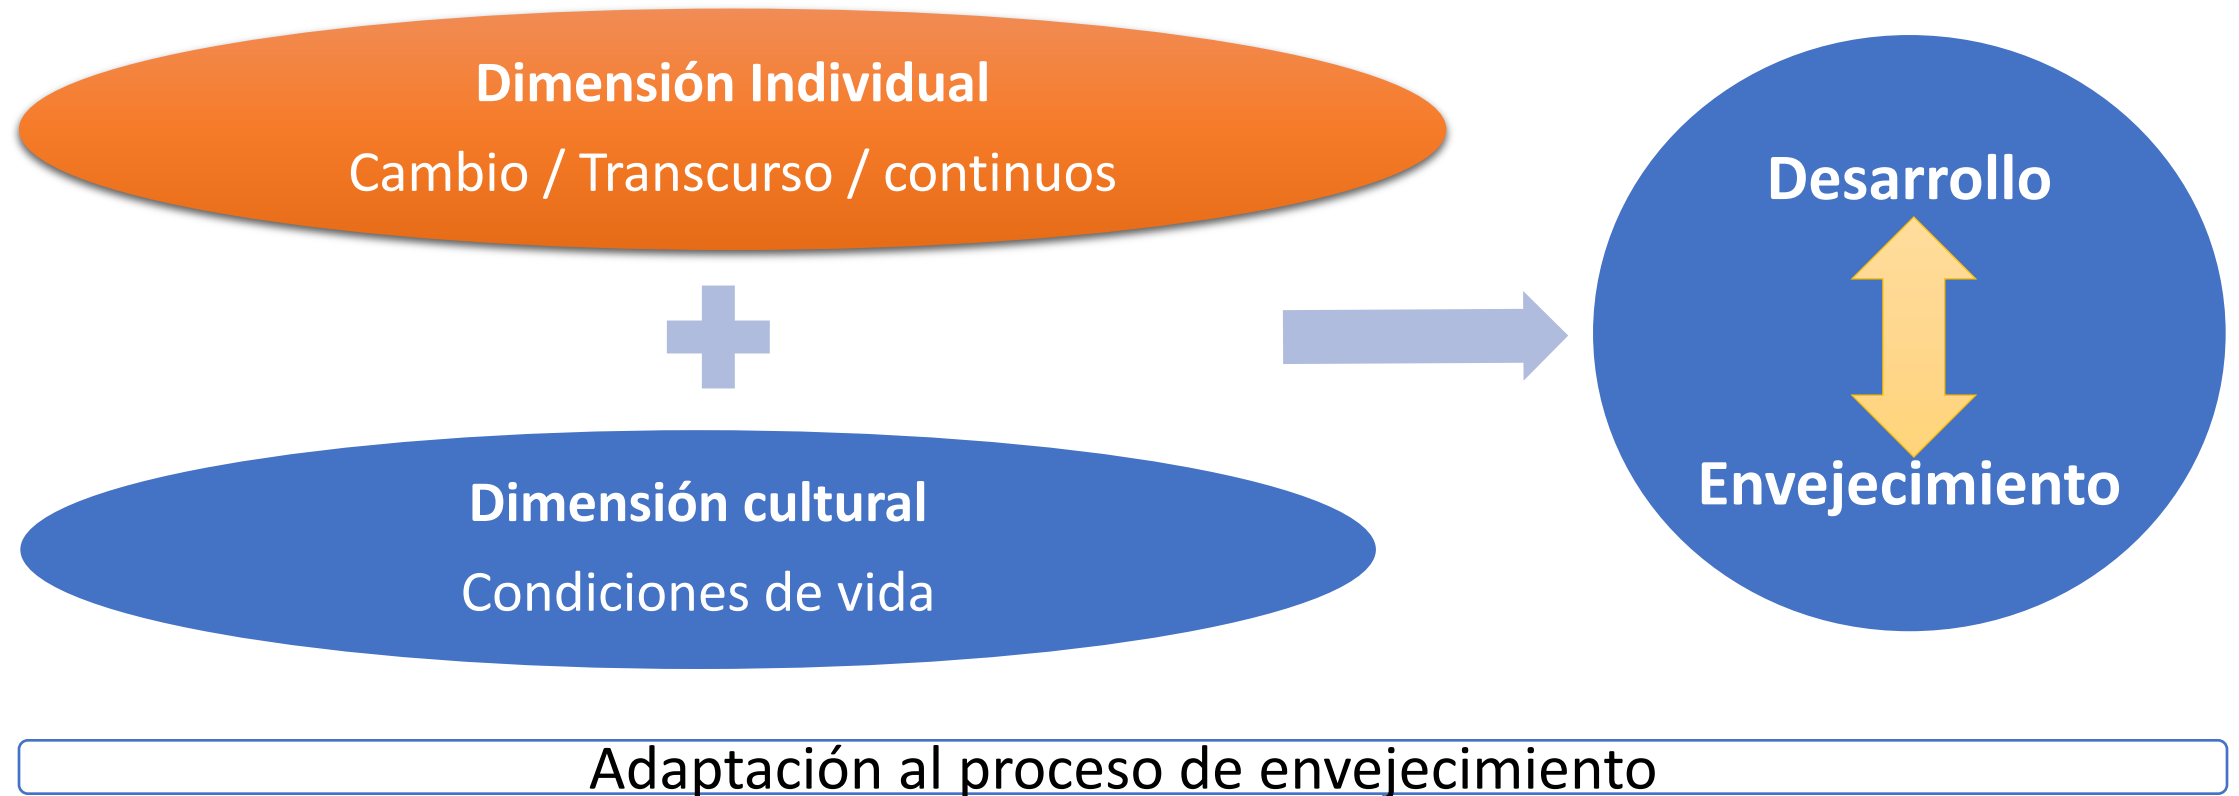 Dimensión Individual
Cambio / Transcurso / continuos
Dimensión cultural
Condiciones de vida
Desarrollo
Envejecimiento
Adaptación al proceso de envejecimiento